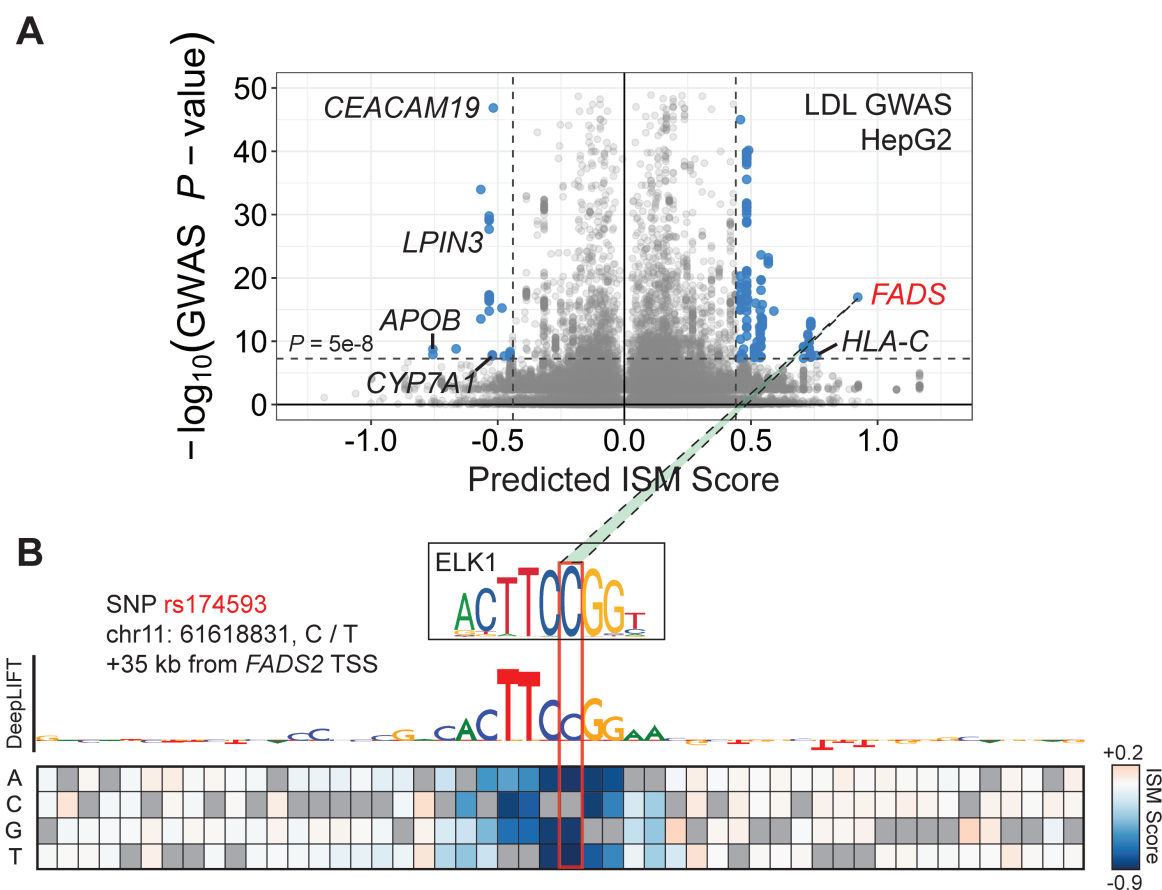 A
−log10(GWAS P − value)
50
40
30
20
10
0
CEACAM19
LPIN3
APOB
P = 5e-8
CYP7A1
LDL GWAS
HepG2
FADS
HLA-C
-1.0
-0.5
0.0
0.5
1.0
Predicted ISM Score
B
ELK1
ACTTCCGGT
SNP rs174593
chr11: 61618831, C / T
+35 kb from FADS2 TSS
DeepLIFT
CACTTCCGGAA
A
C
G
T
+0.2
ISM Score
-0.9